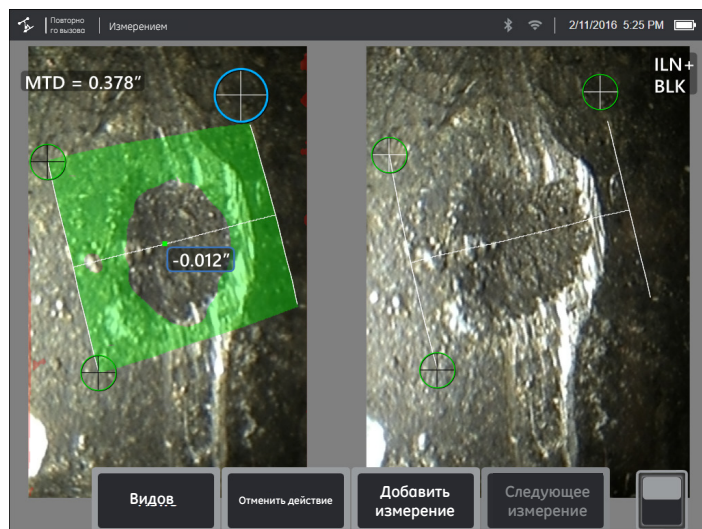 Повторно
го вызова
Измерением
2/11/2016 5:25 PM
MTD = 0.378"
ILN+
BLK
-0.012"
Видов
Отменить действие
Добавить
измерение
Следующее
измерение